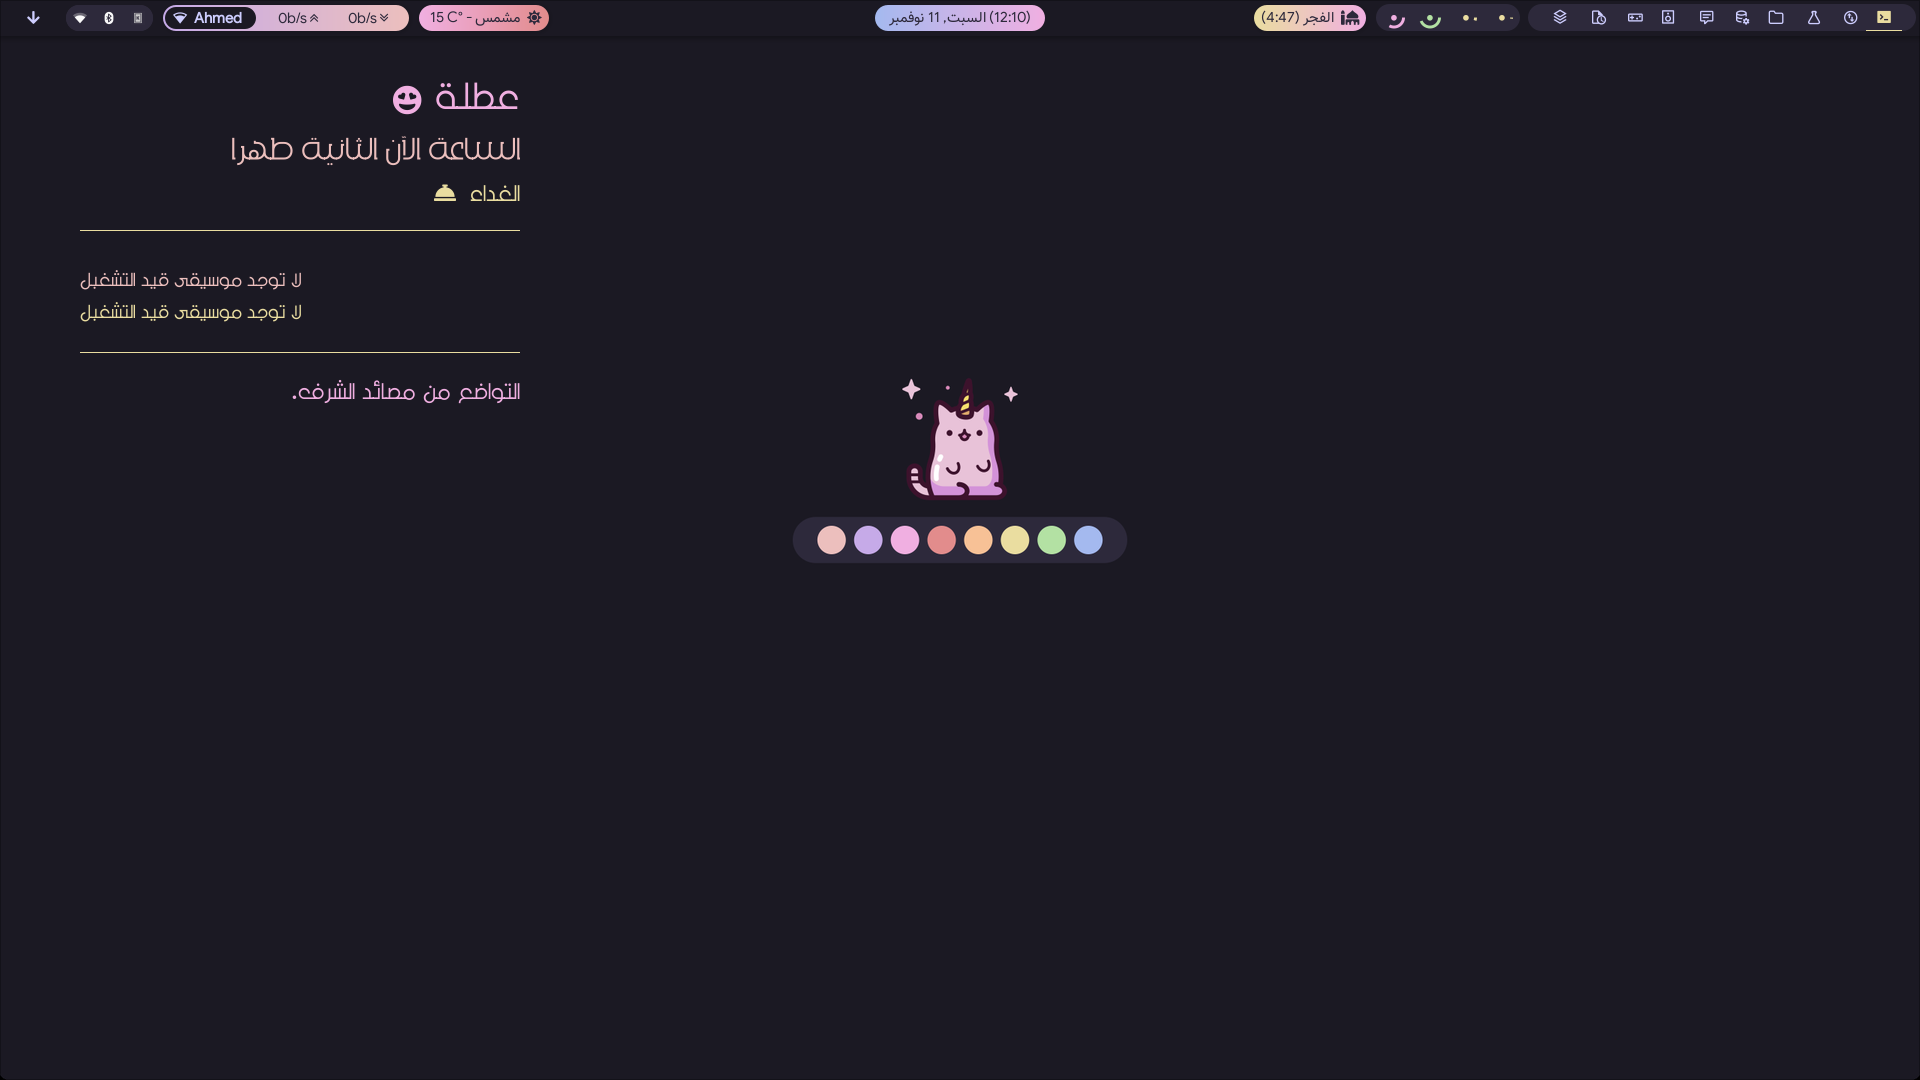 Ahmed
0b/s
0b/s
15 C° - مشمس
(12:10) السبت, 11 نوفمبر
الفجر (4:47)
عطلة
الساعة الآن الثانية ظهرا
الغداء
لا توجد موسيقى قيد التشغيل
لا توجد موسيقى قيد التشغيل
التواضع من مصائد الشرف.